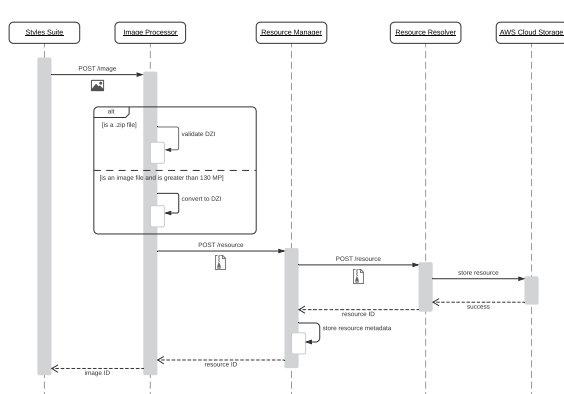 Styles Suite
Image Processor
Resource Manager
Resource Resolver
AWS Cloud Storage
POST /image
alt
[is a .zip file]
validate DZI
[is an image file and is greater than 130 MP]
convert to DZI
POST /resource
POST /resource
store resource
success
resource ID
store resource metadata
resource ID
image ID